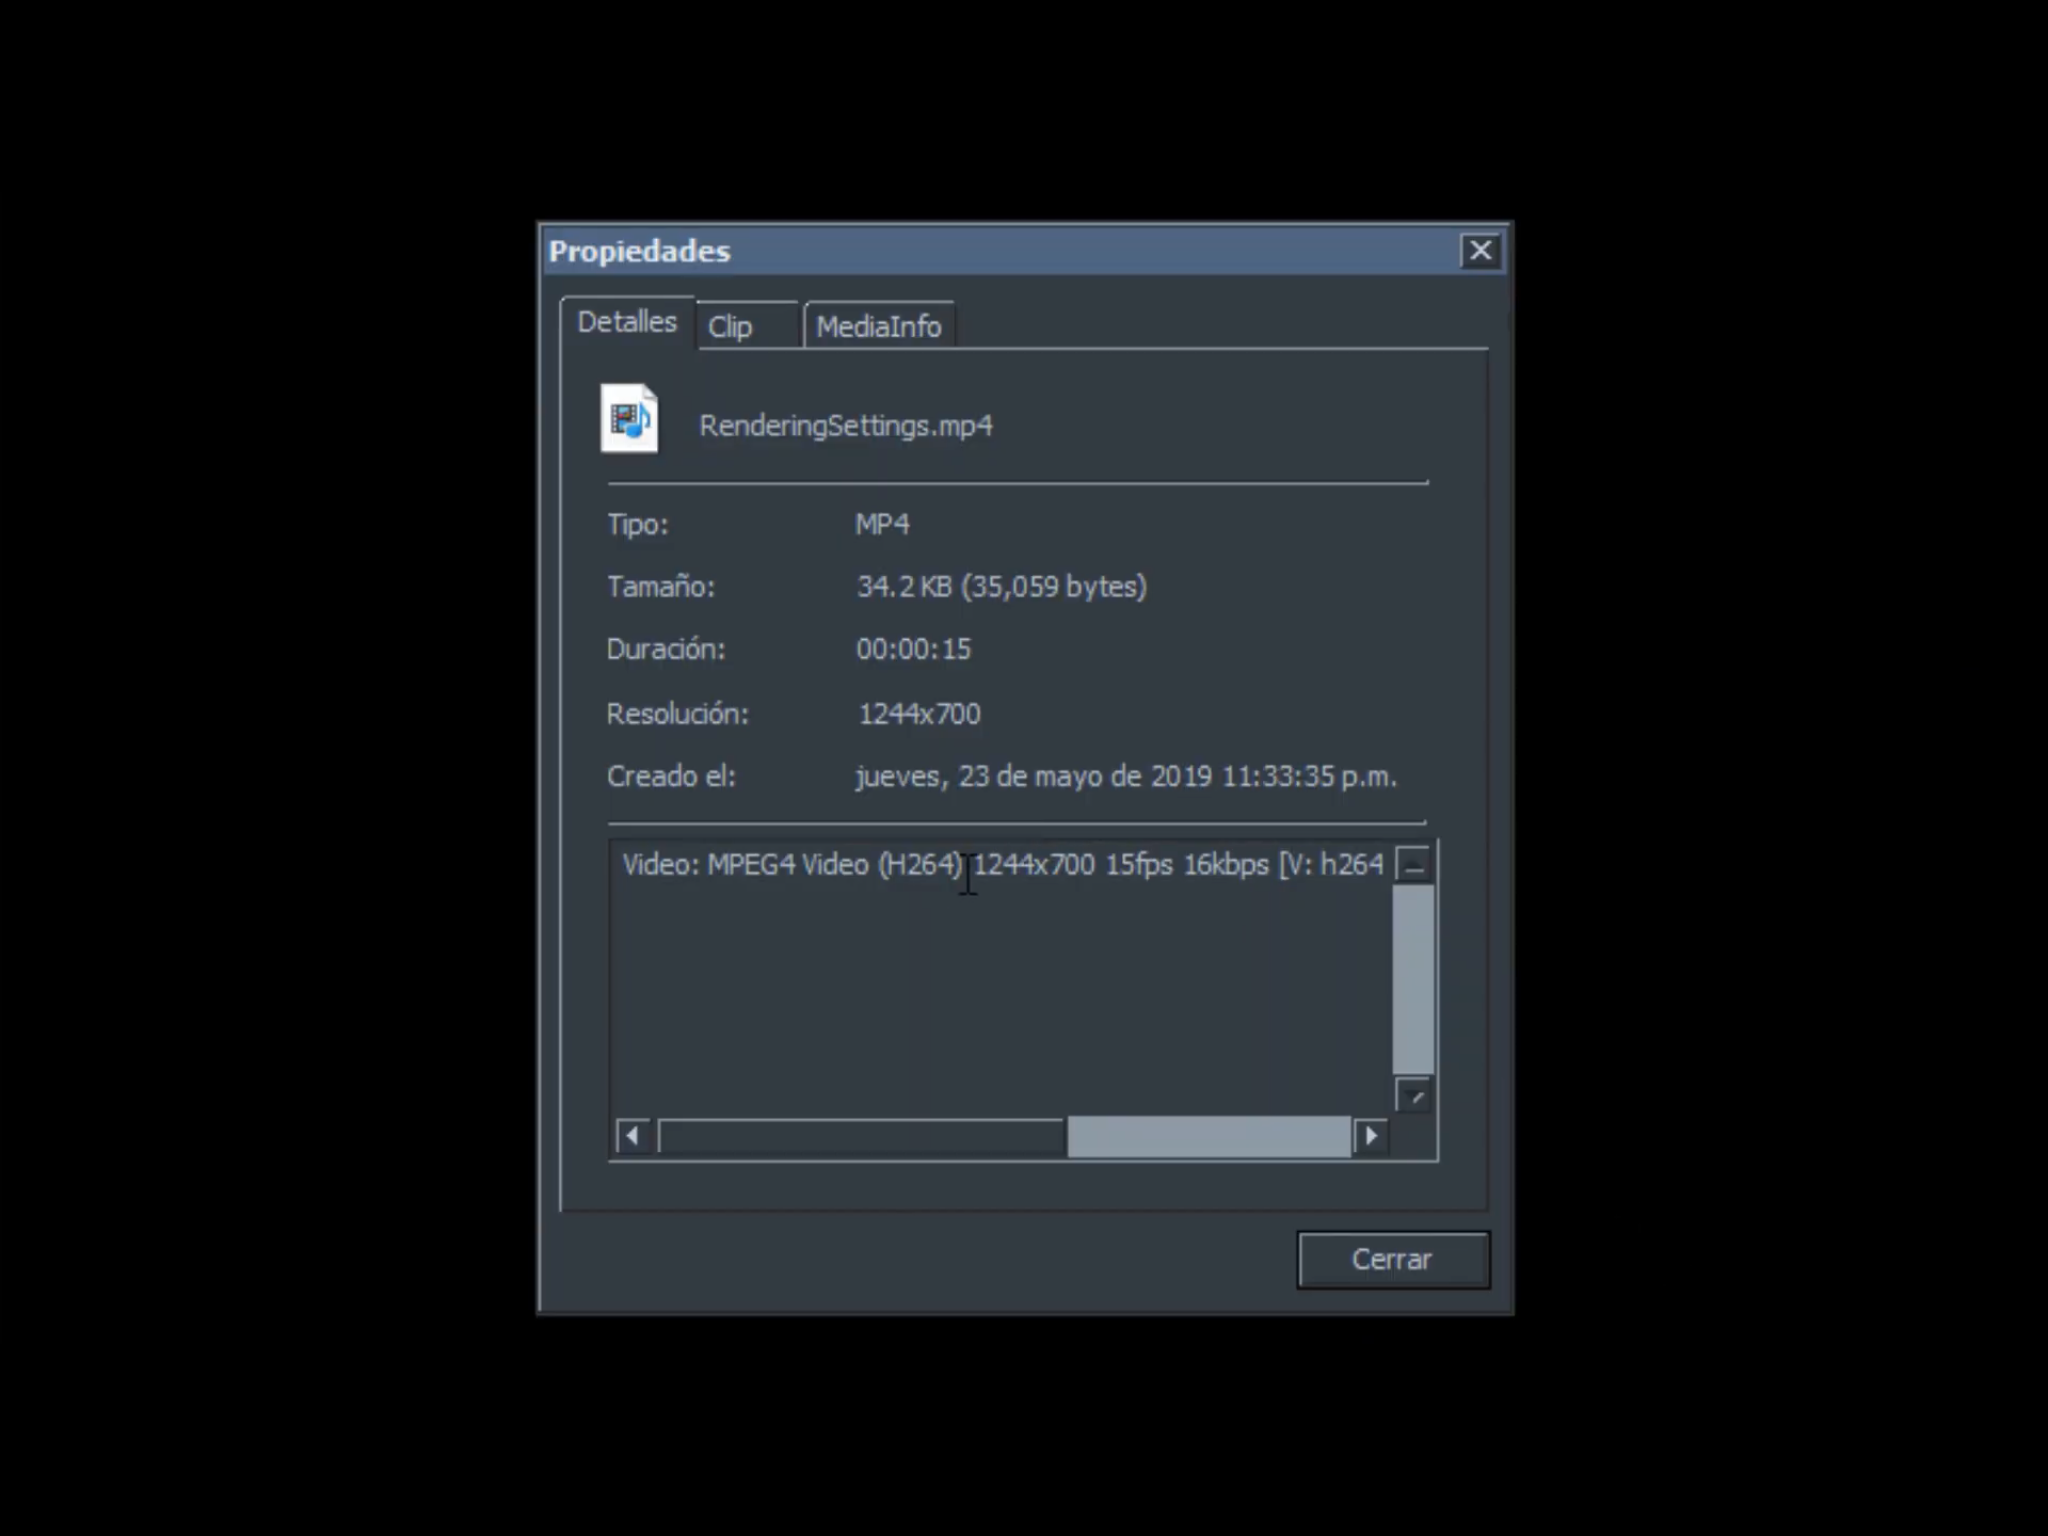 Propiedades
Detalles Clip MediaInfo
RenderingSettings.mp4
Tipo: MP4
Tamaño: 34.2 KB (35,059 bytes)
Duración: 00:00:15
Resolución: 1244x700
Creado el: jueves, 23 de mayo de 2019 11:33:35 p.m.
Video: MPEG4 Video (H264) 1244x700 15fps 16kbps [V: h264
Cerrar